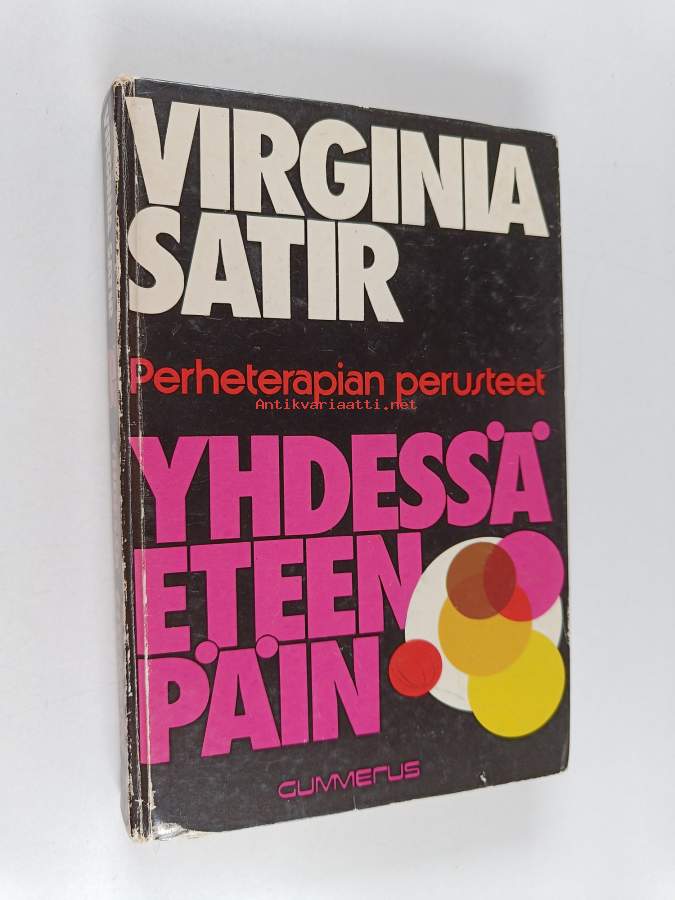 VIRGINIA
SATIR
Perheterapian perusteet
Antikvariaatti.net
YHDESSÄ
ETEEN
PÄIN
GUMMERUS